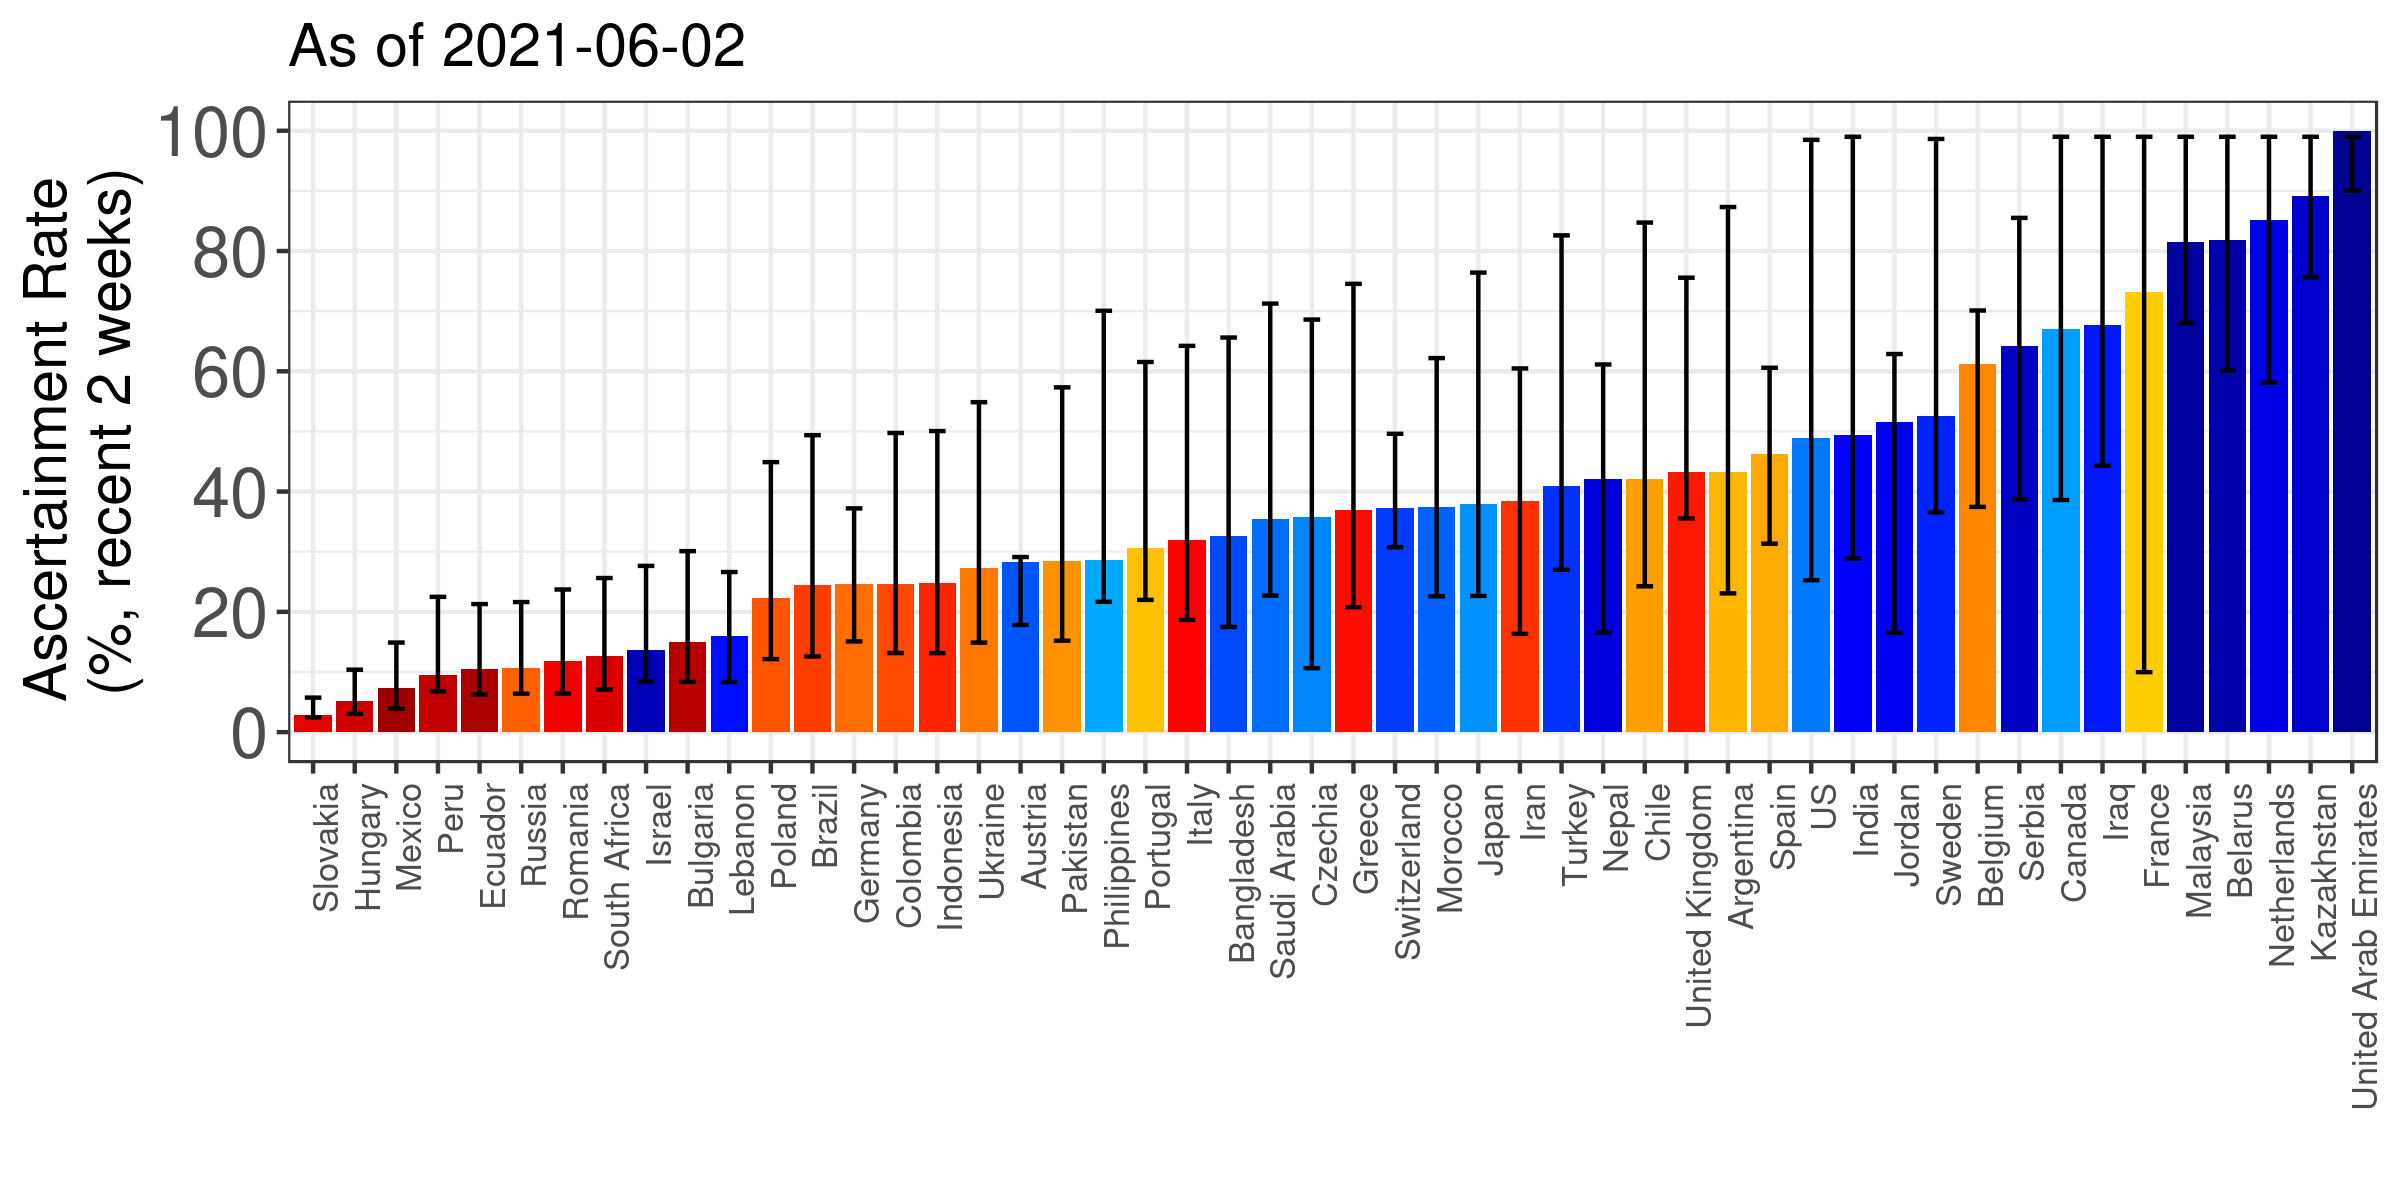 As of 2021-06-02
Ascertainment Rate
(%, recent 2 weeks)
100
80
60
40
20
0
Slovakia
Hungary
Mexico
Peru
Ecuador
Russia
Romania
South Africa
Israel
Bulgaria
Lebanon
Poland
Brazil
Germany
Colombia
Indonesia
Ukraine
Austria
Pakistan
Philippines
Portugal
Italy
Bangladesh
Saudi Arabia
Czechia
Greece
Switzerland
Morocco
Japan
Iran
Turkey
Nepal
Chile
United Kingdom
Argentina
Spain
US
India
Jordan
Sweden
Belgium
Serbia
Canada
Iraq
France
Malaysia
Belarus
Netherlands
Kazakhstan
United Arab Emirates